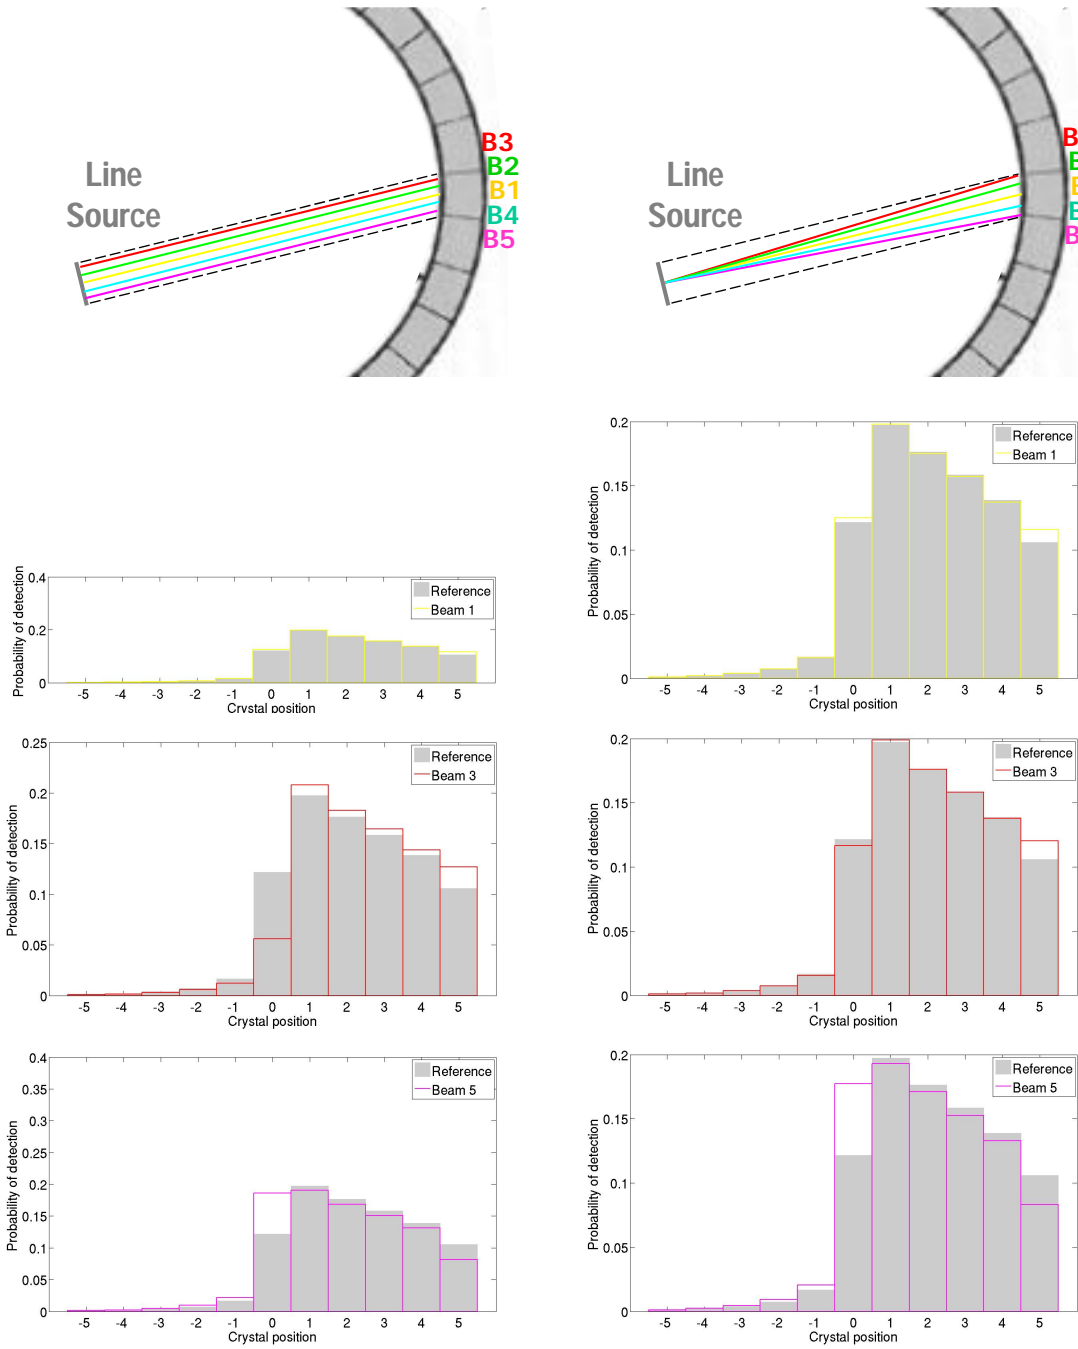 Line
Source
B3
B2
B1
B4
B5
Line
Source
B
B
B
B
B
Probability of detection
0.4
0.2
0
Reference
Beam 1
-5 -4 -3 -2 -1 0 1 2 3 4 5
Crystal position
Probability of detection
0.2
0.15
0.1
0.05
0
Reference
Beam 1
-5 -4 -3 -2 -1 0 1 2 3 4 5
Crystal position
Probability of detection
0.25
0.2
0.15
0.1
0.05
0
Reference
Beam 3
-5 -4 -3 -2 -1 0 1 2 3 4 5
Crystal position
Probability of detection
0.2
0.15
0.1
0.05
0
Reference
Beam 3
-5 -4 -3 -2 -1 0 1 2 3 4 5
Crystal position
Probability of detection
0.4
0.35
0.3
0.25
0.2
0.15
0.1
0.05
0
Reference
Beam 5
-5 -4 -3 -2 -1 0 1 2 3 4 5
Crystal position
Probability of detection
0.2
0.15
0.1
0.05
0
Reference
Beam 5
-5 -4 -3 -2 -1 0 1 2 3 4 5
Crystal position